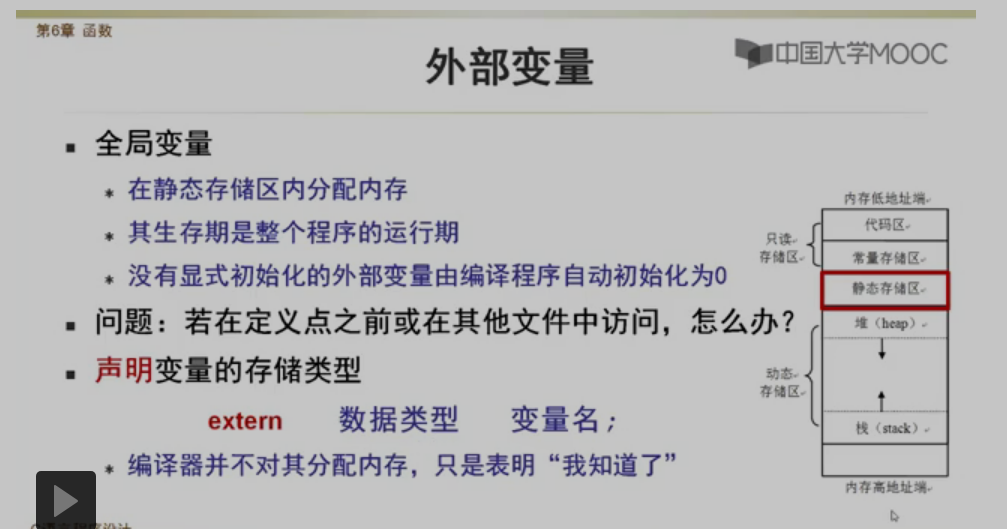 第6章 函数
中国大学MOOC
外部变量
▪ 全局变量
* 在静态存储区内分配内存
* 其生存期是整个程序的运行期
* 没有显式初始化的外部变量由编译程序自动初始化为0
▪ 问题：若在定义点之前或在其他文件中访问，怎么办？
▪ 声明变量的存储类型
extern 数据类型 变量名；
* 编译器并不对其分配内存，只是表明“我知道了”
内存低地址端
只读
存储区
代码区
常量存储区
静态存储区
堆（heap）
动态
存储区
栈（stack）
内存高地址端